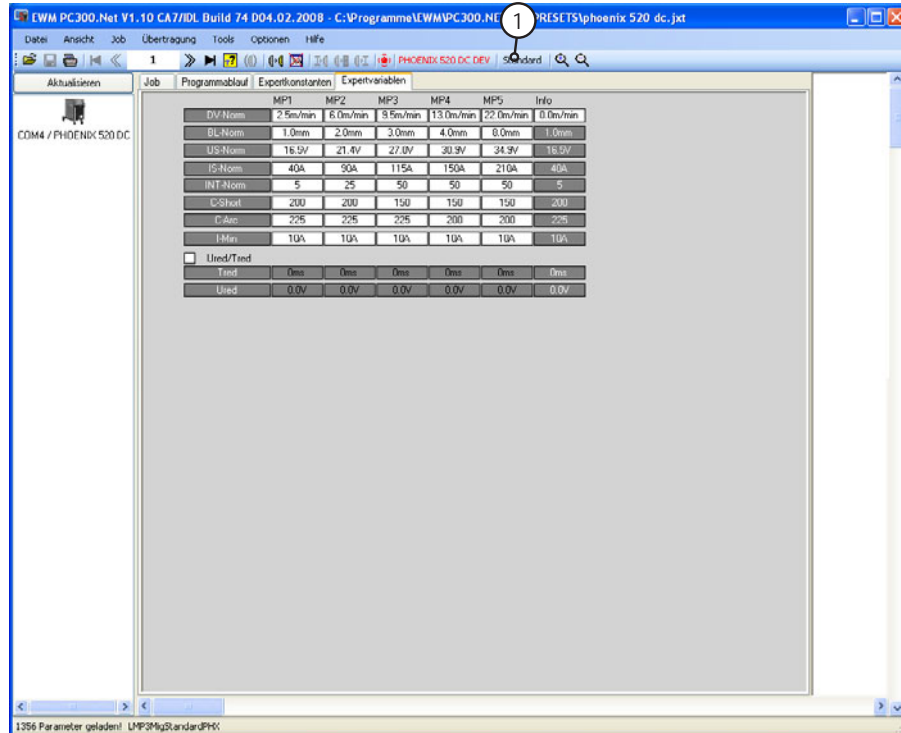 EWM PC300.Net V1.10 CA7/IDL Build 74 D04.02.2008 - C:\Programme\EWM\PC300.NE PRESETS\phoenix 520 dc.jxt
1
Datei Ansicht Job Übertragung Tools Optionen Hilfe
1 PHOENIX 520 DC DEV Standard
Aktualisieren
COM4 / PHOENIX 520 DC
Job Programmablauf Expertkonstanten Expertvariablen
MP1 MP2 MP3 MP4 MP5 Info
DV-Norm 2.5m/min 6.0m/min 9.5m/min 13.0m/min 22.0m/min 0.0m/min
BL-Norm 1.0mm 2.0mm 3.0mm 4.0mm 8.0mm 1.0mm
US-Norm 16.5V 21.4V 27.0V 30.9V 34.9V 16.5V
IS-Norm 40A 90A 115A 150A 210A 40A
INT-Norm 5 25 50 50 50 5
C-Short 200 200 150 150 150 200
C-Arc 225 225 225 200 200 225
I-Min 10A 10A 10A 10A 10A 10A
Ured/Tred
Tred 0ms 0ms 0ms 0ms 0ms 0ms
Ured 0.0V 0.0V 0.0V 0.0V 0.0V 0.0V
1356 Parameter geladen! LMP3MigStandardPHX